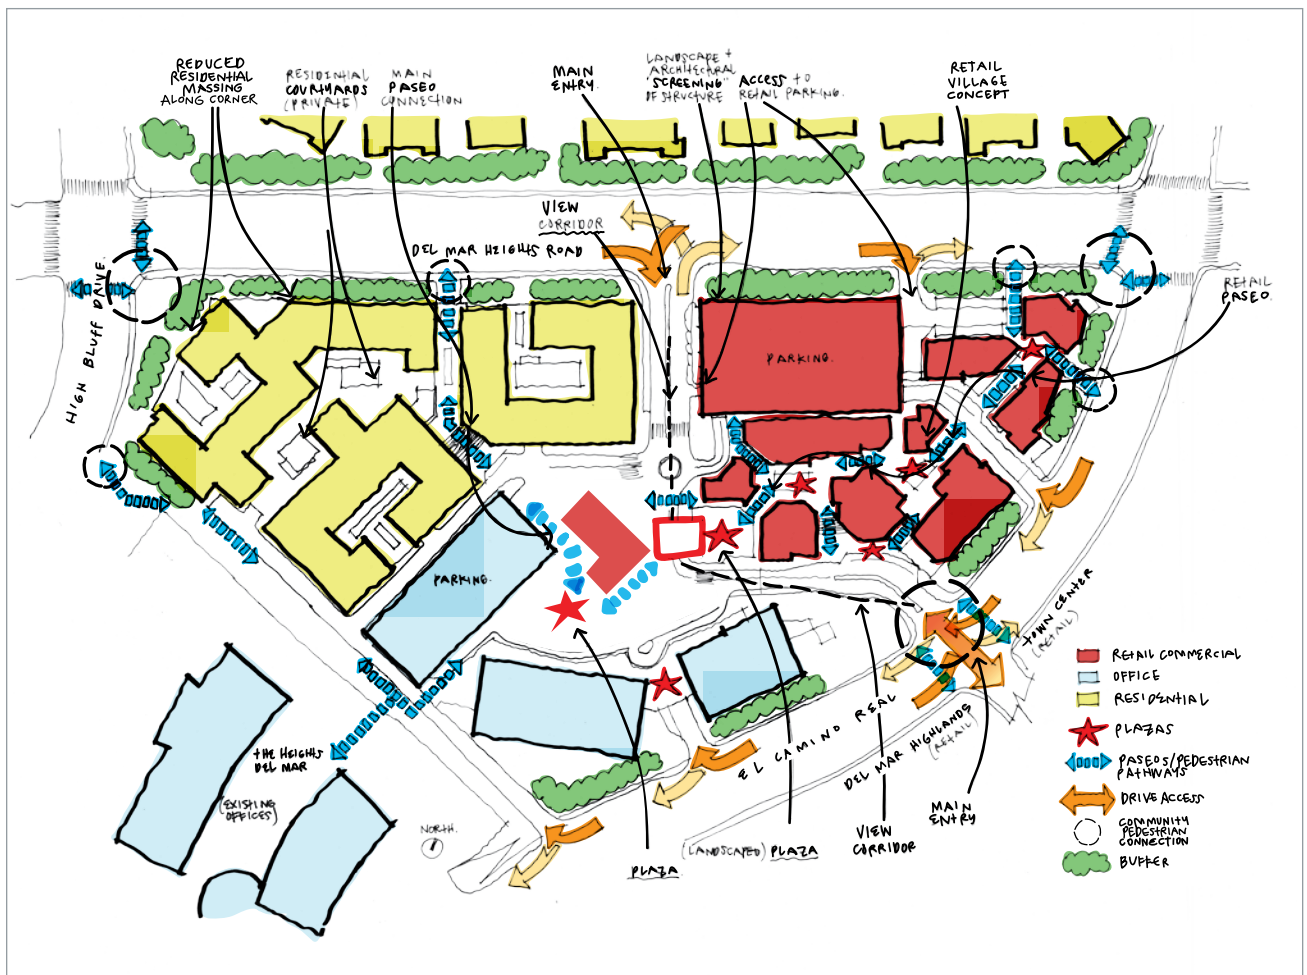 REDUCED
RESIDENTIAL
MASSING
ALONG CORNER
RESIDENTIAL
COURTYARDS
(PRIVATE)
MAIN
PASEO
CONNECTION
MAIN
ENTRY.
LANDSCAPE +
ARCHITECTURAL
"SCREENING"
OF STRUCTURE
ACCESS TO
RETAIL PARKING.
RETAIL
VILLAGE
CONCEPT
VIEW
CORRIDOR
DEL MAR HEIGHTS ROAD
HIGH BLUFF DRIVE.
RETAIL
PASEO.
PARKING.
PARKING.
TOWN CENTER
(RETAIL)
THE HEIGHTS
DEL MAR
(EXISTING
OFFICES)
EL CAMINO REAL
DEL MAR HIGHLANDS
(RETAIL)
NORTH.
PLAZA.
(LANDSCAPED) PLAZA
VIEW
CORRIDOR
MAIN
ENTRY
RETAIL COMMERCIAL
OFFICE
RESIDENTIAL
PLAZAS
PASEOS/PEDESTRIAN
PATHWAYS
DRIVE ACCESS
COMMUNITY
PEDESTRIAN
CONNECTION
BUFFER